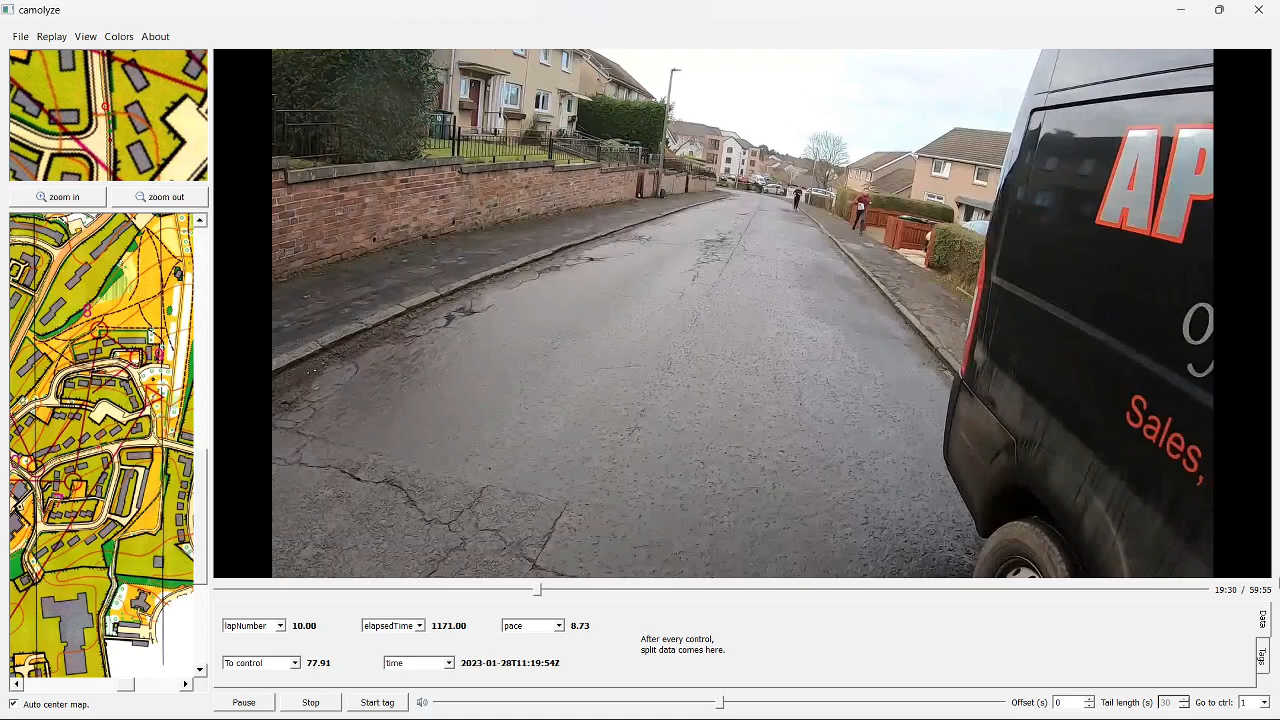 camolyze
File Replay View Colors About
zoom in zoom out
AP
Sales,
19:30 / 59:55
lapNumber 10.00 elapsedTime 1171.00 pace 8.73
After every control,
split data comes here.
To control 77.91 time 2023-01-28T11:19:54Z
Data
Tags
Auto center map.
Pause Stop Start tag Offset (s) 0 Tail length (s) 30 Go to ctrl: 1